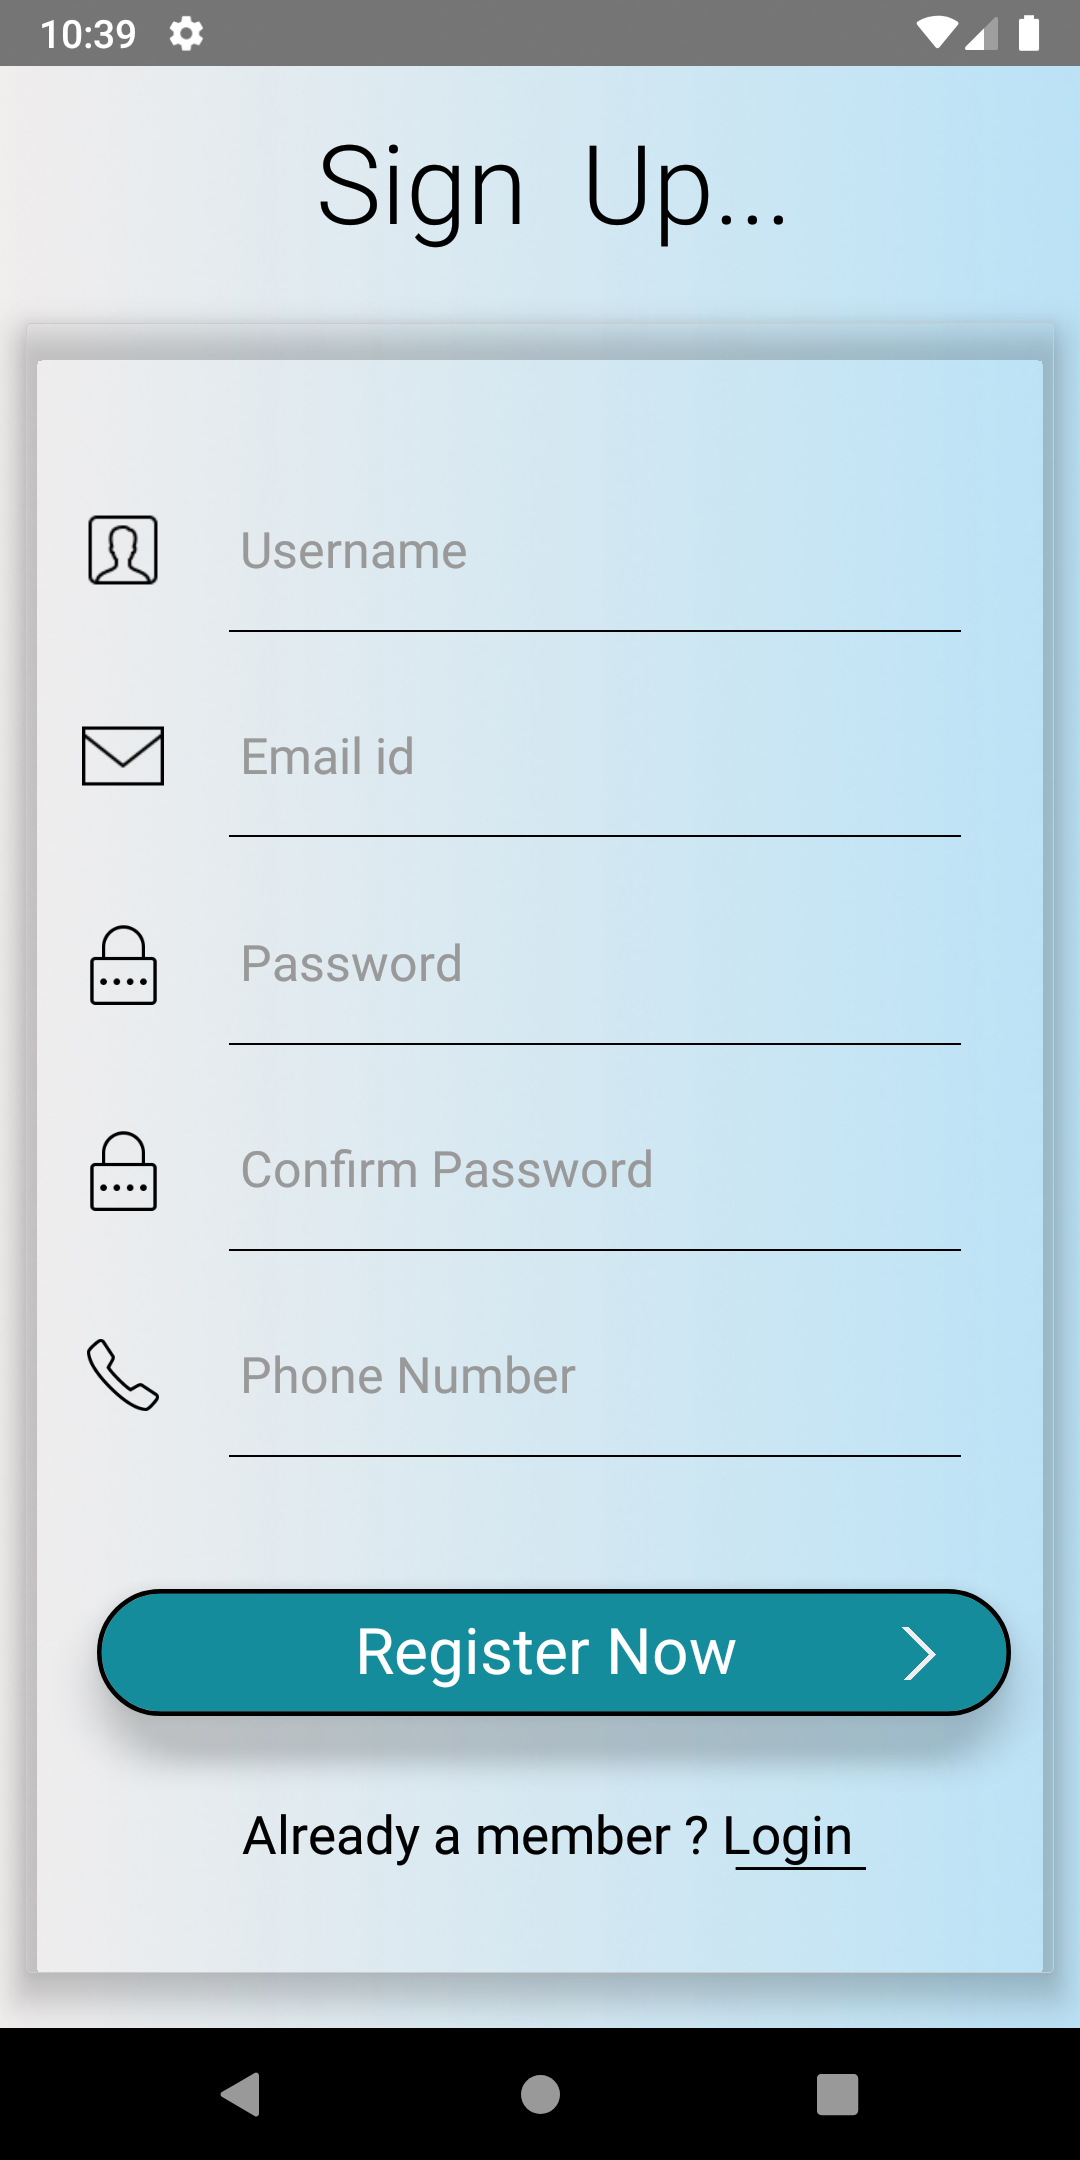 10:39
Sign Up...
Username
Email id
Password
Confirm Password
Phone Number
Register Now
Already a member ? Login